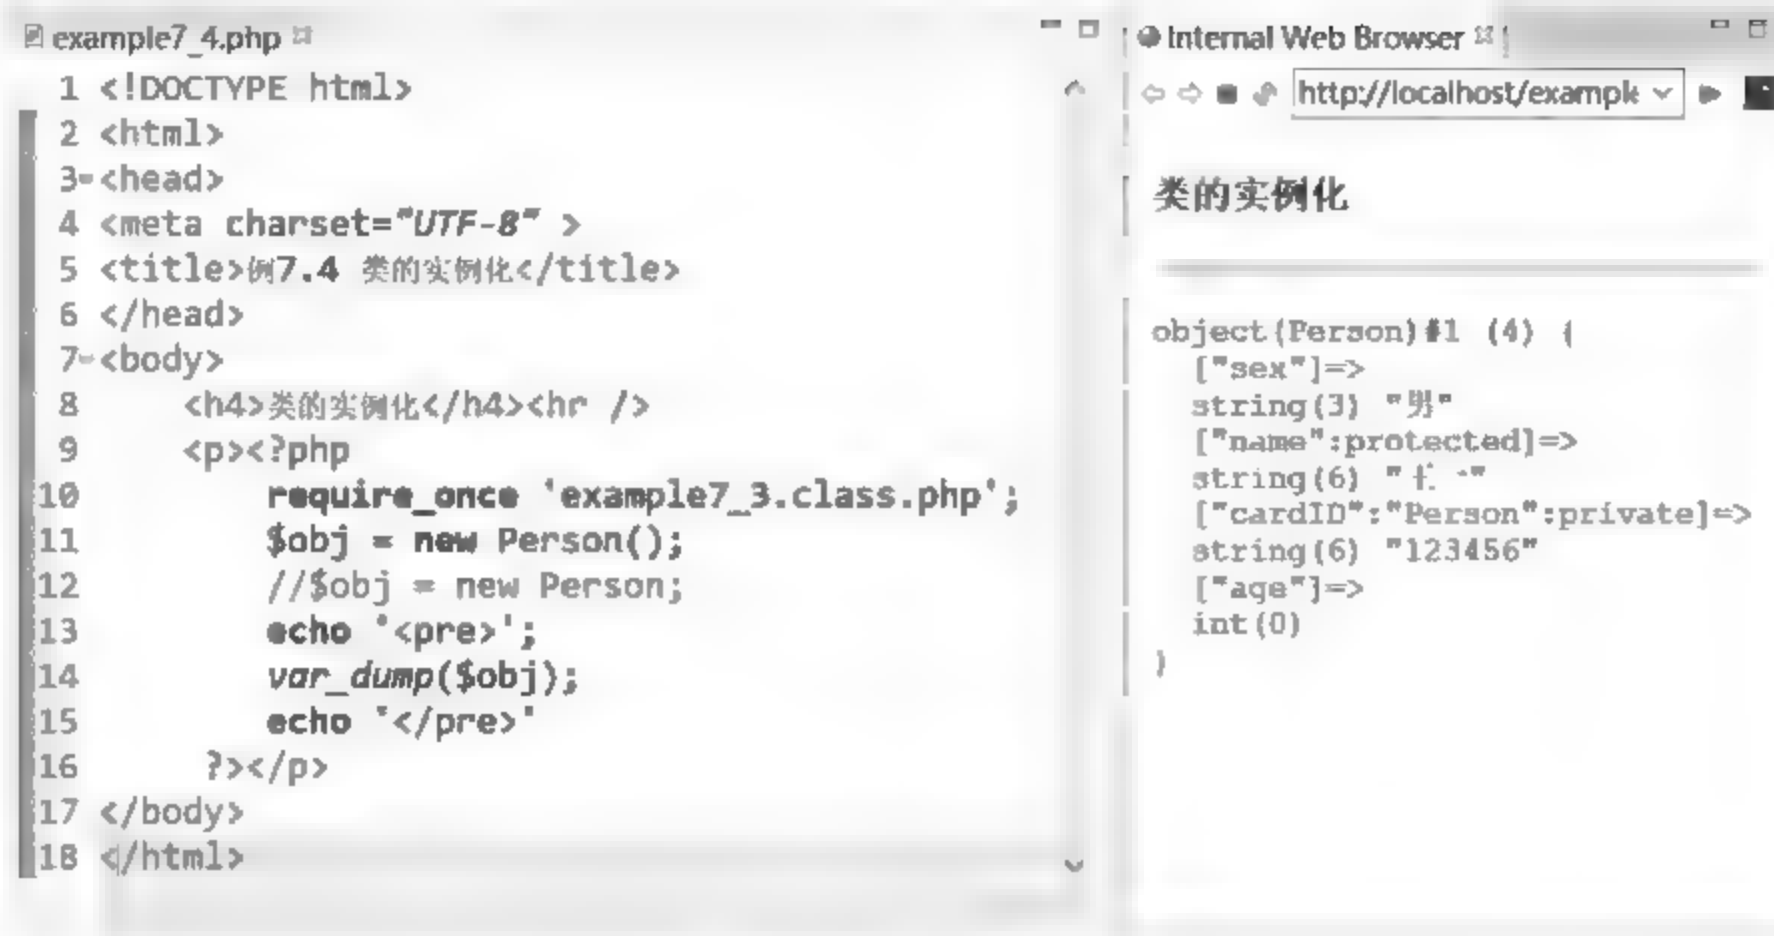 example7_4.php
1 <!DOCTYPE html>
2 <html>
3 <head>
4 <meta charset="UTF-8" >
5 <title>例7.4 类的实例化</title>
6 </head>
7 <body>
8 <h4>类的实例化</h4><hr />
9 <p><?php
10 require_once 'example7_3.class.php';
11 $obj = new Person();
12 //$obj = new Person;
13 echo '<pre>';
14 var_dump($obj);
15 echo '</pre>'
16 ?></p>
17 </body>
18 </html>
Internal Web Browser
http://localhost/example
类的实例化
object(Person)#1 (4) {
["sex"]=>
string(3) "男"
["name":protected]=>
string(6) "
["cardID":"Person":private]=>
string(6) "123456"
["age"]=>
int(0)
}